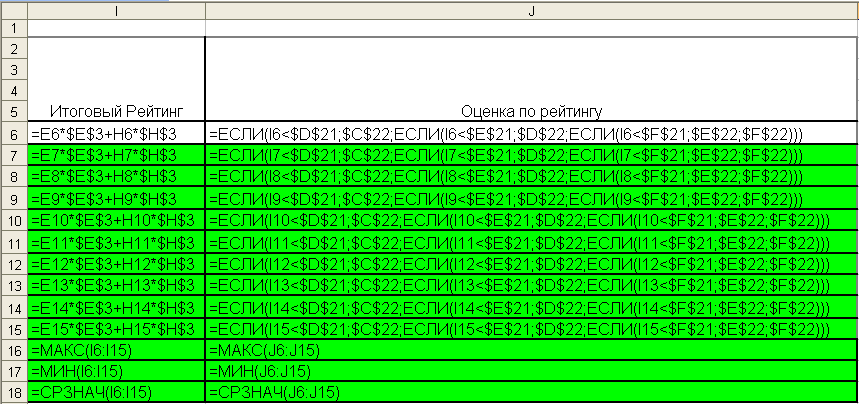 I J
1
2
3
4
5 Итоговый Рейтинг Оценка по рейтингу
6 =E6*$E$3+H6*$H$3 =ЕСЛИ(I6<$D$21;$C$22;ЕСЛИ(I6<$E$21;$D$22;ЕСЛИ(I6<$F$21;$E$22;$F$22)))
7 =E7*$E$3+H7*$H$3 =ЕСЛИ(I7<$D$21;$C$22;ЕСЛИ(I7<$E$21;$D$22;ЕСЛИ(I7<$F$21;$E$22;$F$22)))
8 =E8*$E$3+H8*$H$3 =ЕСЛИ(I8<$D$21;$C$22;ЕСЛИ(I8<$E$21;$D$22;ЕСЛИ(I8<$F$21;$E$22;$F$22)))
9 =E9*$E$3+H9*$H$3 =ЕСЛИ(I9<$D$21;$C$22;ЕСЛИ(I9<$E$21;$D$22;ЕСЛИ(I9<$F$21;$E$22;$F$22)))
10 =E10*$E$3+H10*$H$3 =ЕСЛИ(I10<$D$21;$C$22;ЕСЛИ(I10<$E$21;$D$22;ЕСЛИ(I10<$F$21;$E$22;$F$22)))
11 =E11*$E$3+H11*$H$3 =ЕСЛИ(I11<$D$21;$C$22;ЕСЛИ(I11<$E$21;$D$22;ЕСЛИ(I11<$F$21;$E$22;$F$22)))
12 =E12*$E$3+H12*$H$3 =ЕСЛИ(I12<$D$21;$C$22;ЕСЛИ(I12<$E$21;$D$22;ЕСЛИ(I12<$F$21;$E$22;$F$22)))
13 =E13*$E$3+H13*$H$3 =ЕСЛИ(I13<$D$21;$C$22;ЕСЛИ(I13<$E$21;$D$22;ЕСЛИ(I13<$F$21;$E$22;$F$22)))
14 =E14*$E$3+H14*$H$3 =ЕСЛИ(I14<$D$21;$C$22;ЕСЛИ(I14<$E$21;$D$22;ЕСЛИ(I14<$F$21;$E$22;$F$22)))
15 =E15*$E$3+H15*$H$3 =ЕСЛИ(I15<$D$21;$C$22;ЕСЛИ(I15<$E$21;$D$22;ЕСЛИ(I15<$F$21;$E$22;$F$22)))
16 =МАКС(I6:I15) =МАКС(J6:J15)
17 =МИН(I6:I15) =МИН(J6:J15)
18 =СРЗНАЧ(I6:I15) =СРЗНАЧ(J6:J15)